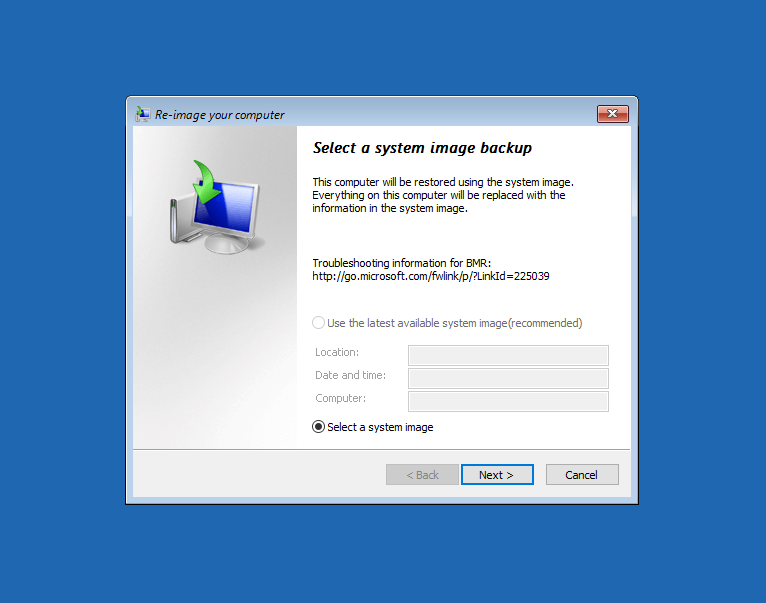 Re-image your computer
Select a system image backup
This computer will be restored using the system image.
Everything on this computer will be replaced with the
information in the system image.
Troubleshooting information for BMR:
http://go.microsoft.com/fwlink/p/?LinkId=225039
Use the latest available system image(recommended)
Location:
Date and time:
Computer:
Select a system image
< Back Next > Cancel